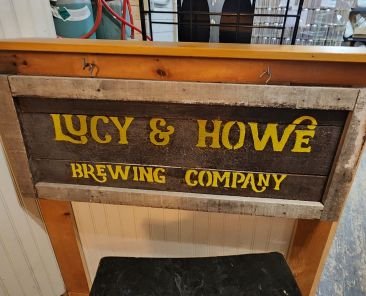 LUCY & HOWE
BREWING COMPANY